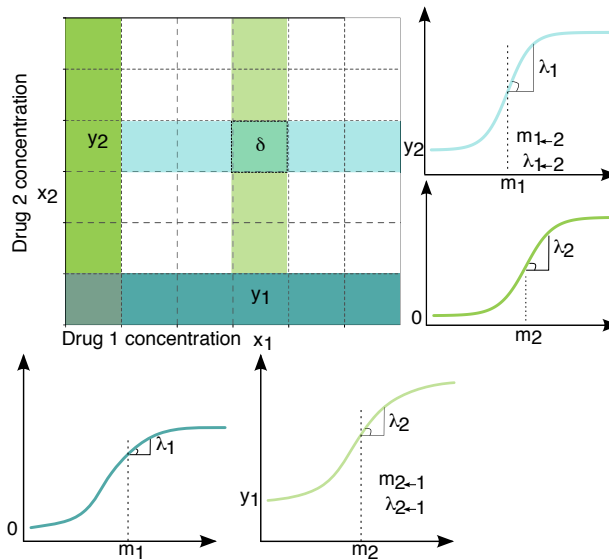 Drug 2 concentration
x2
y2
δ
y1
Drug 1 concentration x1
λ1
y2
m1←2
λ1←2
m1
λ2
0
m2
λ1
0
m1
λ2
y1
m2←1
λ2←1
m2